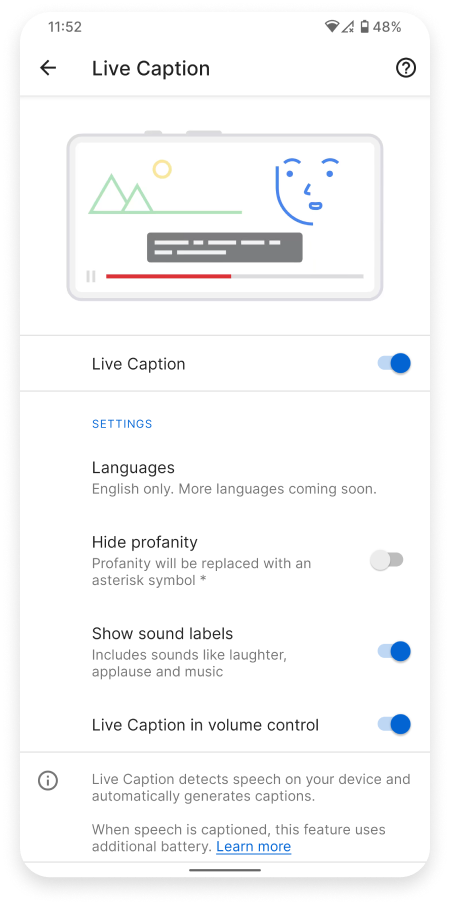 11:52
48%
Live Caption
Live Caption
SETTINGS
Languages
English only. More languages coming soon.
Hide profanity
Profanity will be replaced with an
asterisk symbol *
Show sound labels
Includes sounds like laughter,
applause and music
Live Caption in volume control
Live Caption detects speech on your device and
automatically generates captions.
When speech is captioned, this feature uses
additional battery. Learn more